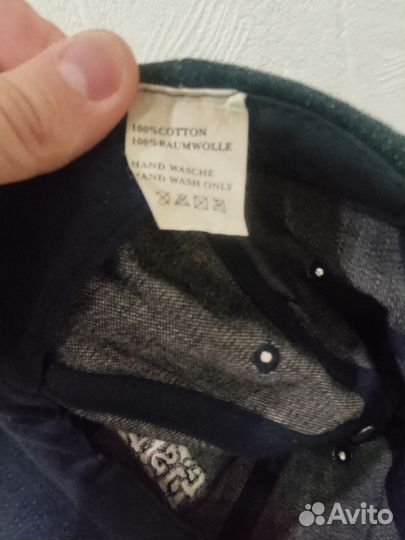 100%COTTON
100%BAUMWOLLE
HAND WASCHE
HAND WASH ONLY
Avito